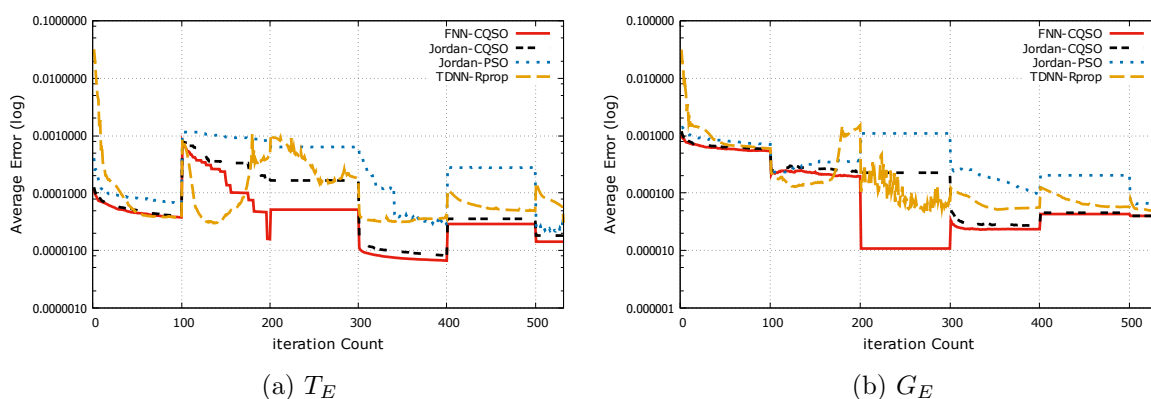 0.1000000
0.0100000
0.0010000
0.0001000
0.0000100
0.0000010
Average Error (log)
0
100
200
300
400
500
iteration Count
FNN-CQSO
Jordan-CQSO
Jordan-PSO
TDNN-Rprop
(a) T_E
0.100000
0.010000
0.001000
0.000100
0.000010
0.000001
Average Error (log)
0
100
200
300
400
500
iteration Count
FNN-CQSO
Jordan-CQSO
Jordan-PSO
TDNN-Rprop
(b) G_E